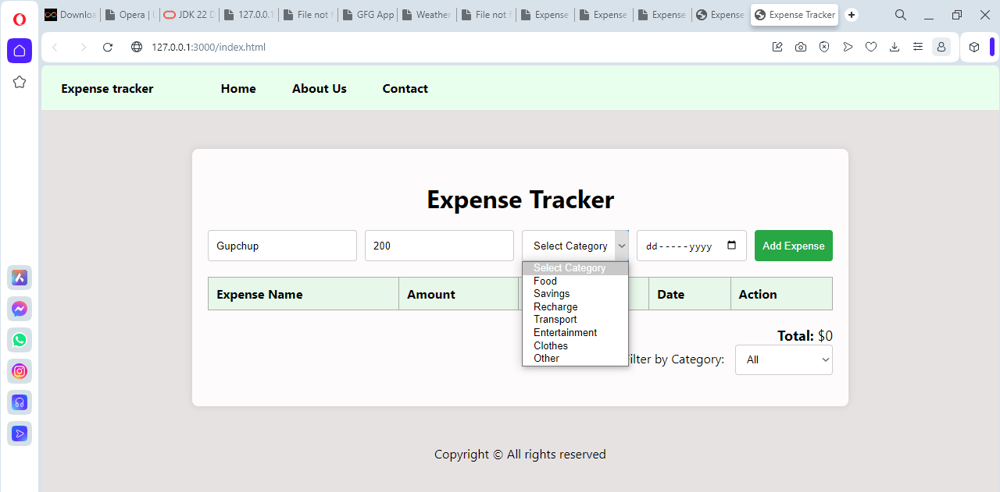 Downloa Opera | JDK 22 D 127.0.0.1 File not f GFG App Weather File not f Expense Expense Expense Expense Expense Tracker
127.0.0.1:3000/index.html
Expense tracker Home About Us Contact
Expense Tracker
Gupchup 200 Select Category dd-----yyyy Add Expense
Select Category
Food
Savings
Recharge
Transport
Entertainment
Clothes
Other
Expense Name Amount Date Action
Total: $0
ilter by Category: All
Copyright © All rights reserved